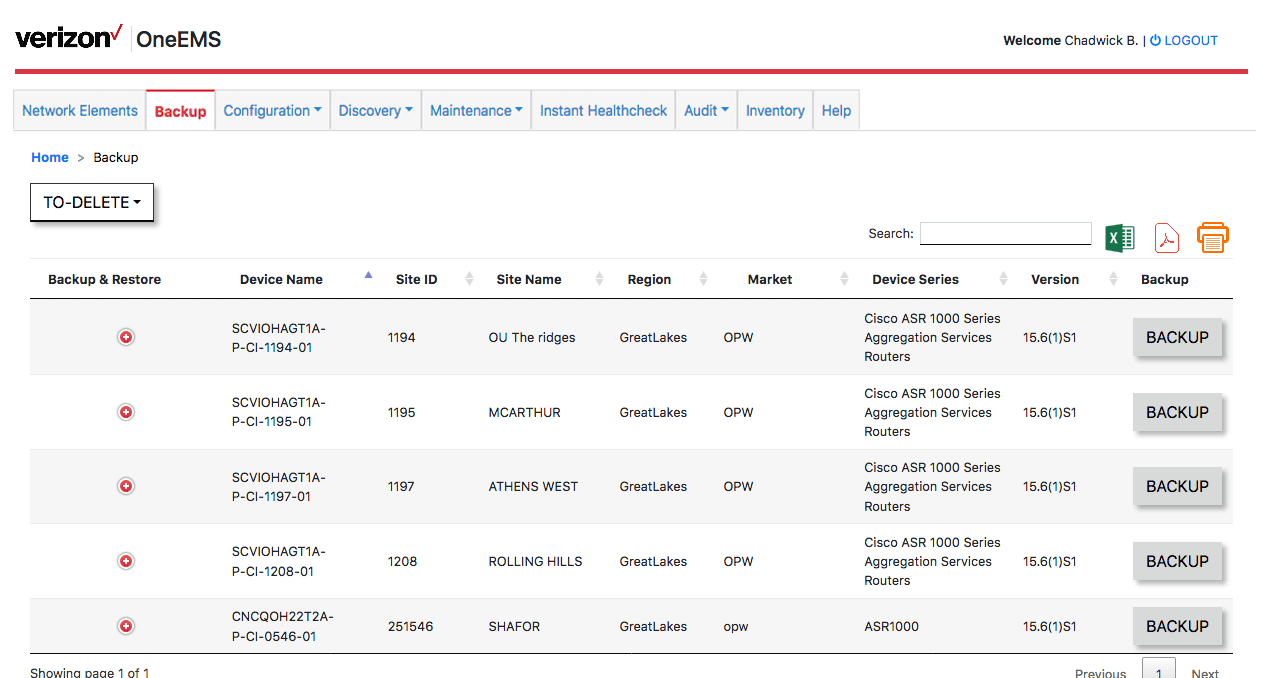 verizon✓ OneEMS
Welcome Chadwick B. | LOGOUT
Network Elements Backup Configuration Discovery Maintenance Instant Healthcheck Audit Inventory Help
Home > Backup
TO-DELETE
Search:
Backup & Restore Device Name Site ID Site Name Region Market Device Series Version Backup
SCVIOHAGT1A-
P-CI-1194-01
1194
OU The ridges
GreatLakes
OPW
Cisco ASR 1000 Series
Aggregation Services
Routers
15.6(1)S1
BACKUP
SCVIOHAGT1A-
P-CI-1195-01
1195
MCARTHUR
GreatLakes
OPW
Cisco ASR 1000 Series
Aggregation Services
Routers
15.6(1)S1
BACKUP
SCVIOHAGT1A-
P-CI-1197-01
1197
ATHENS WEST
GreatLakes
OPW
Cisco ASR 1000 Series
Aggregation Services
Routers
15.6(1)S1
BACKUP
SCVIOHAGT1A-
P-CI-1208-01
1208
ROLLING HILLS
GreatLakes
OPW
Cisco ASR 1000 Series
Aggregation Services
Routers
15.6(1)S1
BACKUP
CNCQOH22T2A-
P-CI-0546-01
251546
SHAFOR
GreatLakes
opw
ASR1000
15.6(1)S1
BACKUP
Showing page 1 of 1
Previous 1 Next